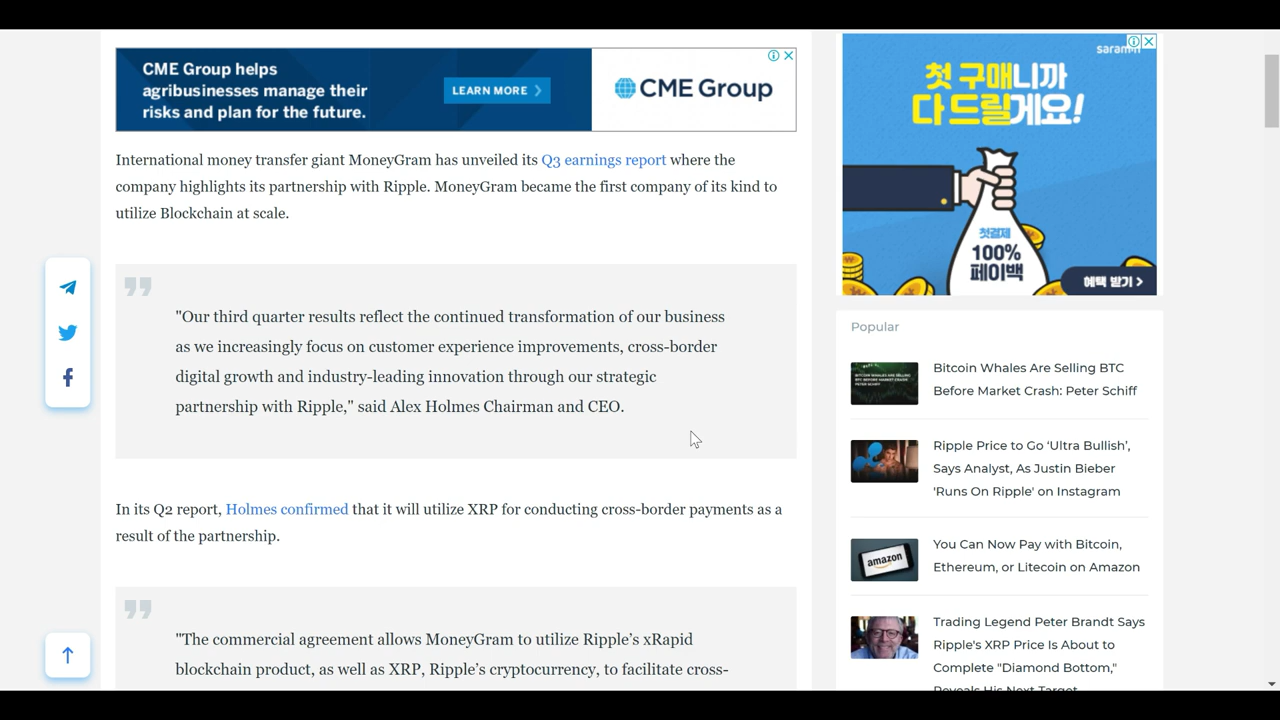 CME Group helps
agribusinesses manage their
risks and plan for the future.
LEARN MORE
CME Group
International money transfer giant MoneyGram has unveiled its Q3 earnings report where the
company highlights its partnership with Ripple. MoneyGram became the first company of its kind to
utilize Blockchain at scale.
"Our third quarter results reflect the continued transformation of our business
as we increasingly focus on customer experience improvements, cross-border
digital growth and industry-leading innovation through our strategic
partnership with Ripple," said Alex Holmes Chairman and CEO.
In its Q2 report, Holmes confirmed that it will utilize XRP for conducting cross-border payments as a
result of the partnership.
"The commercial agreement allows MoneyGram to utilize Ripple’s xRapid
blockchain product, as well as XRP, Ripple’s cryptocurrency, to facilitate cross-
첫 구매니까
다 드릴게요!
첫결제
100%
페이백
혜택 받기
Popular
Bitcoin Whales Are Selling BTC
Before Market Crash: Peter Schiff
Ripple Price to Go ‘Ultra Bullish’,
Says Analyst, As Justin Bieber
'Runs On Ripple' on Instagram
You Can Now Pay with Bitcoin,
Ethereum, or Litecoin on Amazon
amazon
Trading Legend Peter Brandt Says
Ripple's XRP Price Is About to
Complete "Diamond Bottom,"
Reveals His Next Target